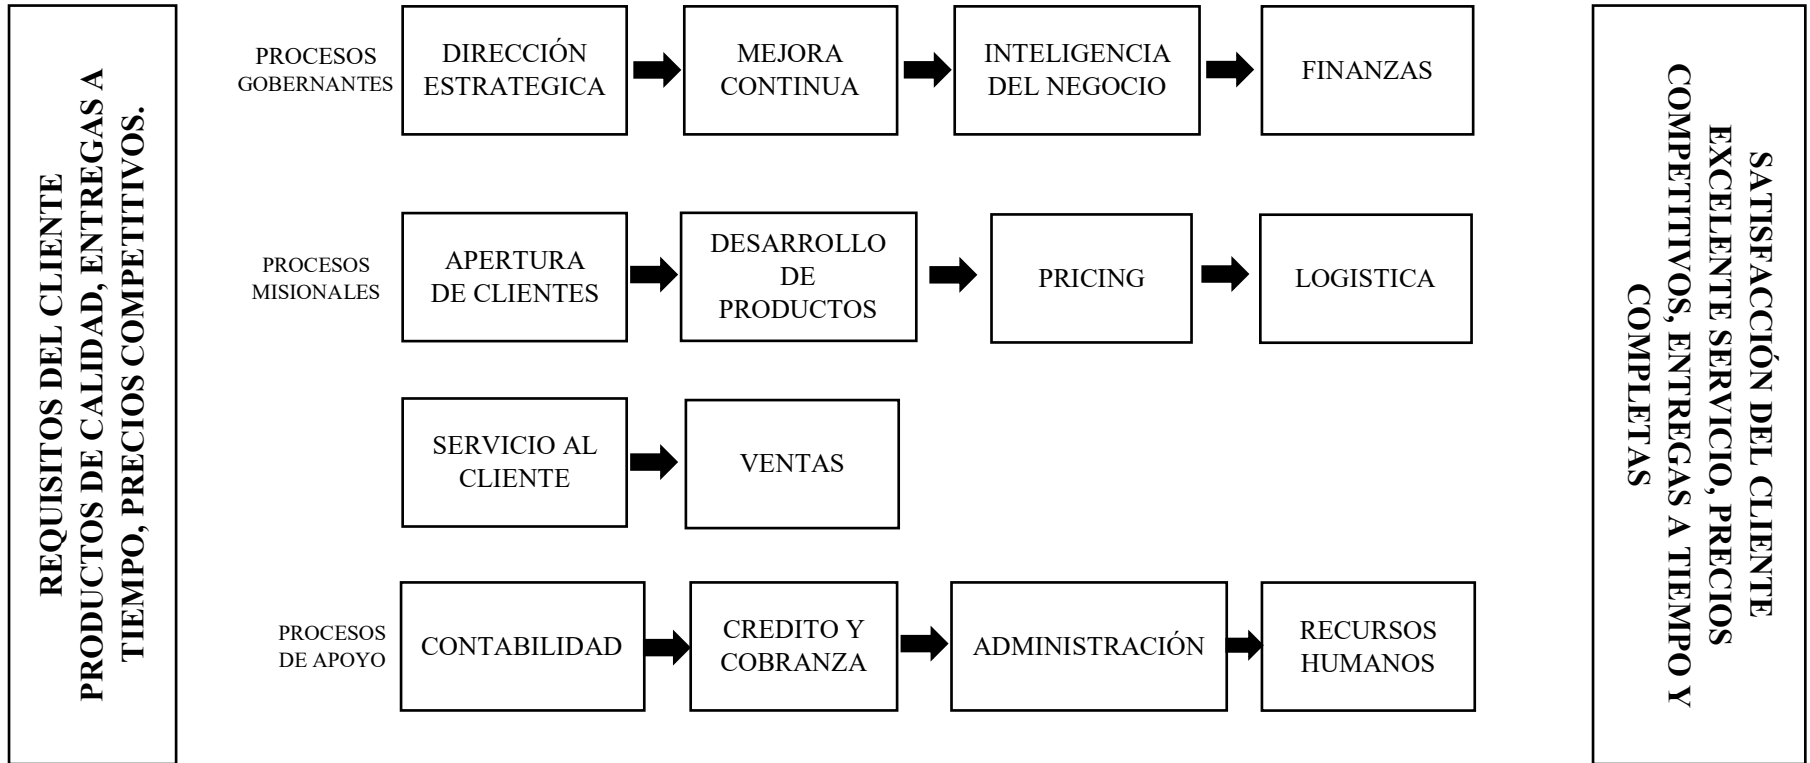 REQUISITOS DEL CLIENTE
PRODUCTOS DE CALIDAD, ENTREGAS A
TIEMPO, PRECIOS COMPETITIVOS.
PROCESOS
GOBERNANTES
DIRECCIÓN
ESTRATEGICA
MEJORA
CONTINUA
INTELIGENCIA
DEL NEGOCIO
FINANZAS
PROCESOS
MISIONALES
APERTURA
DE CLIENTES
DESARROLLO
DE
PRODUCTOS
PRICING
LOGISTICA
SERVICIO AL
CLIENTE
VENTAS
PROCESOS
DE APOYO
CONTABILIDAD
CREDITO Y
COBRANZA
ADMINISTRACIÓN
RECURSOS
HUMANOS
SATISFACCIÓN DEL CLIENTE
EXCELENTE SERVICIO, PRECIOS
COMPETITIVOS, ENTREGAS A TIEMPO Y
COMPLETAS